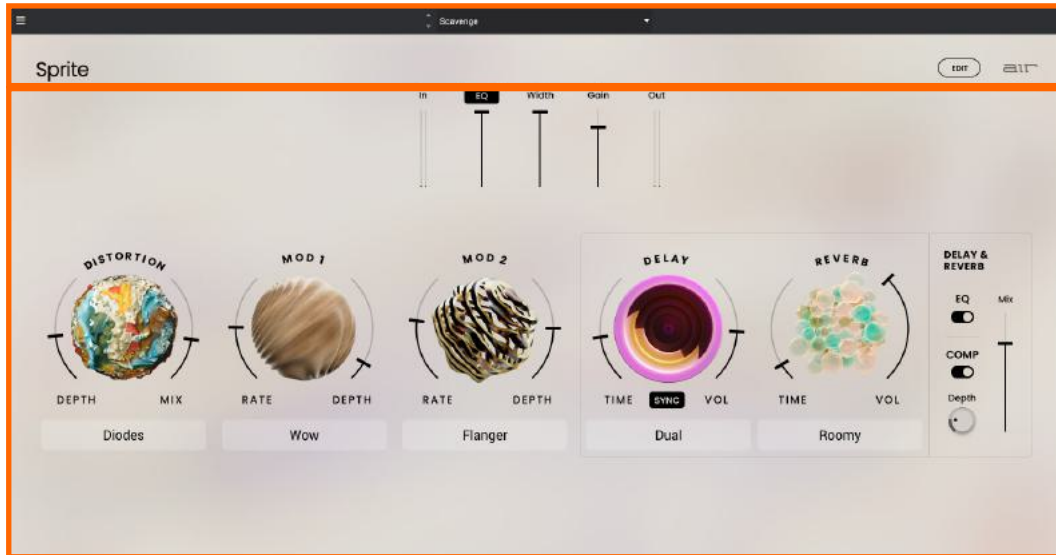 Scavenge
Sprite EDIT air
In EQ Width Gain Out
DISTORTION MOD 1 MOD 2 DELAY REVERB DELAY &
REVERB
EQ Mix
COMP
DEPTH MIX RATE DEPTH RATE DEPTH TIME SYNC VOL TIME VOL Depth
Diodes Wow Flanger Dual Roomy